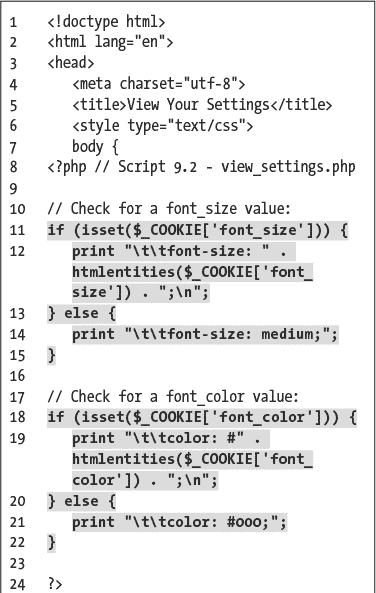 1 <!doctype html>
2 <html lang="en">
3 <head>
4 <meta charset="utf-8">
5 <title>View Your Settings</title>
6 <style type="text/css">
7 body {
8 <?php // Script 9.2 - view_settings.php
9
10 // Check for a font_size value:
11 if (isset($_COOKIE['font_size'])) {
12 print "\t\tfont-size: " .
htmlentities($_COOKIE['font_
size']) . ";\n";
13 } else {
14 print "\t\tfont-size: medium;";
15 }
16
17 // Check for a font_color value:
18 if (isset($_COOKIE['font_color'])) {
19 print "\t\tcolor: #" .
htmlentities($_COOKIE['font_
color']) . ";\n";
20 } else {
21 print "\t\tcolor: #000;";
22 }
23
24 ?>